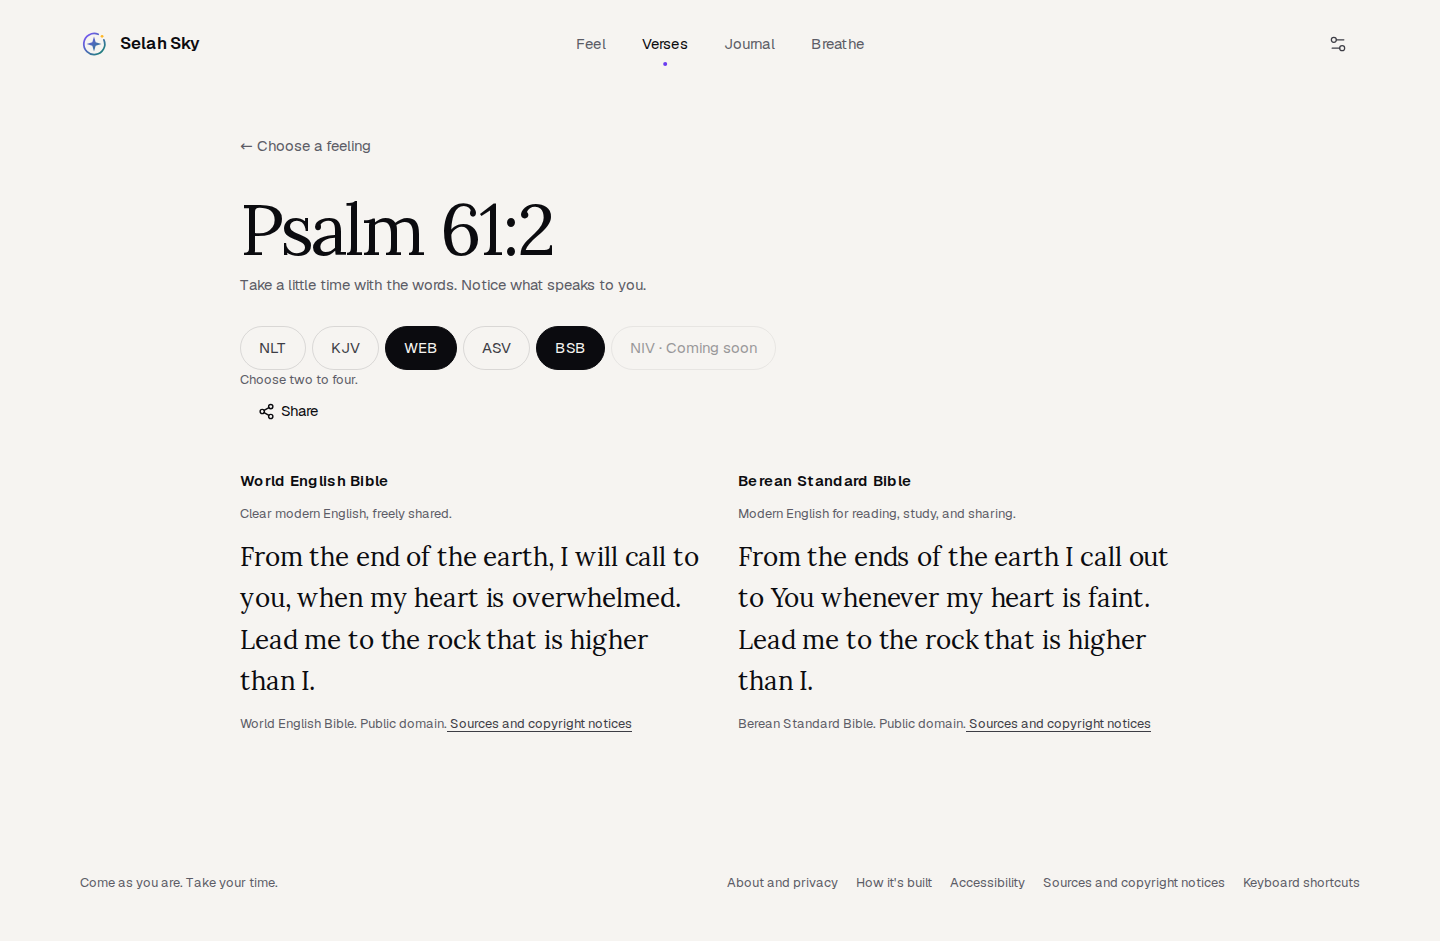 Selah Sky
Feel Verses Journal Breathe
← Choose a feeling
Psalm 61:2
Take a little time with the words. Notice what speaks to you.
NLT KJV WEB ASV BSB NIV · Coming soon
Choose two to four.
Share
World English Bible
Clear modern English, freely shared.
From the end of the earth, I will call to
you, when my heart is overwhelmed.
Lead me to the rock that is higher
than I.
World English Bible. Public domain. Sources and copyright notices
Berean Standard Bible
Modern English for reading, study, and sharing.
From the ends of the earth I call out
to You whenever my heart is faint.
Lead me to the rock that is higher
than I.
Berean Standard Bible. Public domain. Sources and copyright notices
Come as you are. Take your time.
About and privacy How it's built Accessibility Sources and copyright notices Keyboard shortcuts